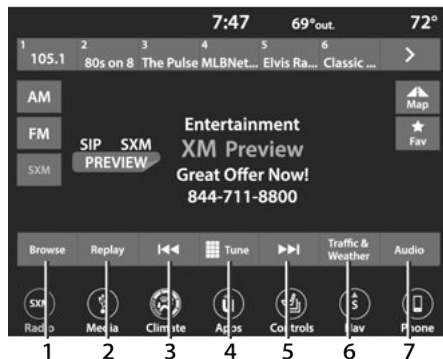 7:47 69°out. 72°
1 2 3 4 5 6
105.1 80s on 8 The Pulse MLBNet... Elvis Ra... Classic ... >
AM
FM
SXM
SIP SXM
PREVIEW
Entertainment
XM Preview
Great Offer Now!
844-711-8800
Map
Fav
Browse Replay Tune Traffic & Weather Audio
SXM
Radio Media Climate Apps Controls Nav Phone
1 2 3 4 5 6 7